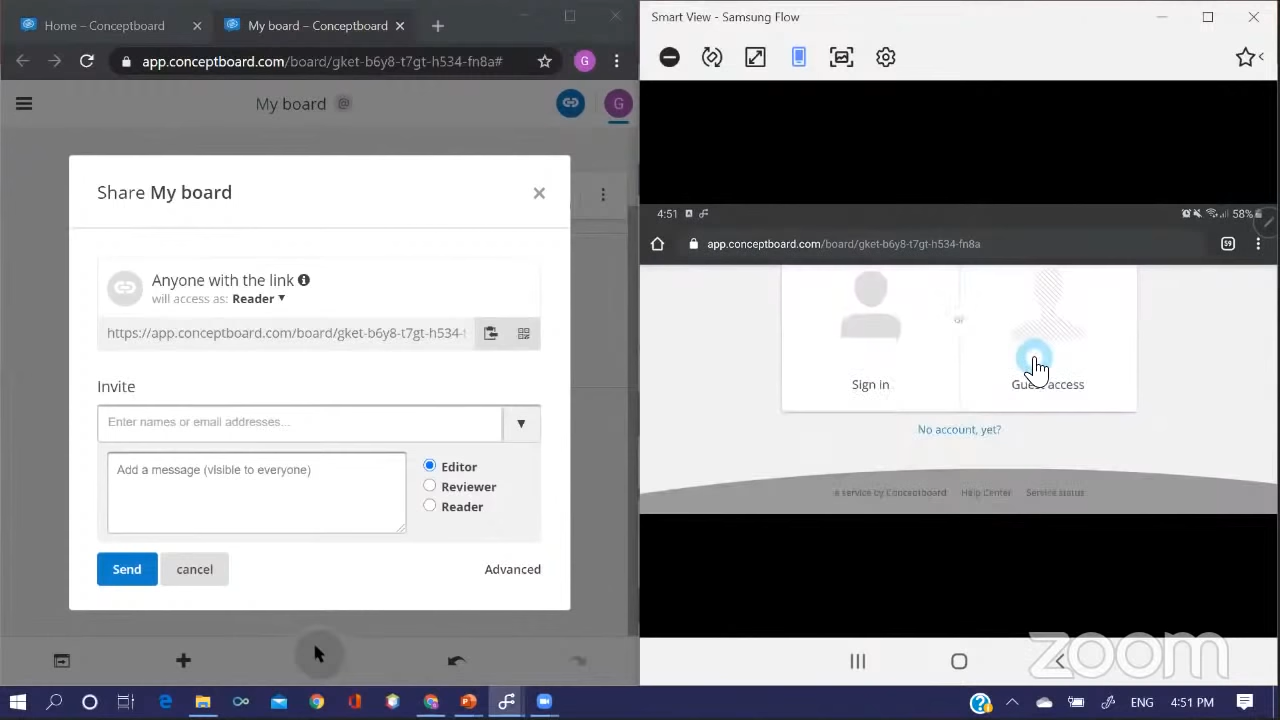 Home – Conceptboard
My board – Conceptboard
app.conceptboard.com/board/gket-b6y8-t7gt-h534-fn8a#
G
My board @
G
Share My board
Anyone with the link
will access as: Reader
https://app.conceptboard.com/board/gket-b6y8-t7gt-h534-
Invite
Enter names or email addresses...
Add a message (visible to everyone)
Editor
Reviewer
Reader
Send
cancel
Advanced
Smart View - Samsung Flow
4:51
58%
app.conceptboard.com/board/gket-b6y8-t7gt-h534-fn8a
59
or
Sign in
Guest access
No account, yet?
a service by Conceptboard
Help Center
Service status
zoom
ENG
4:51 PM